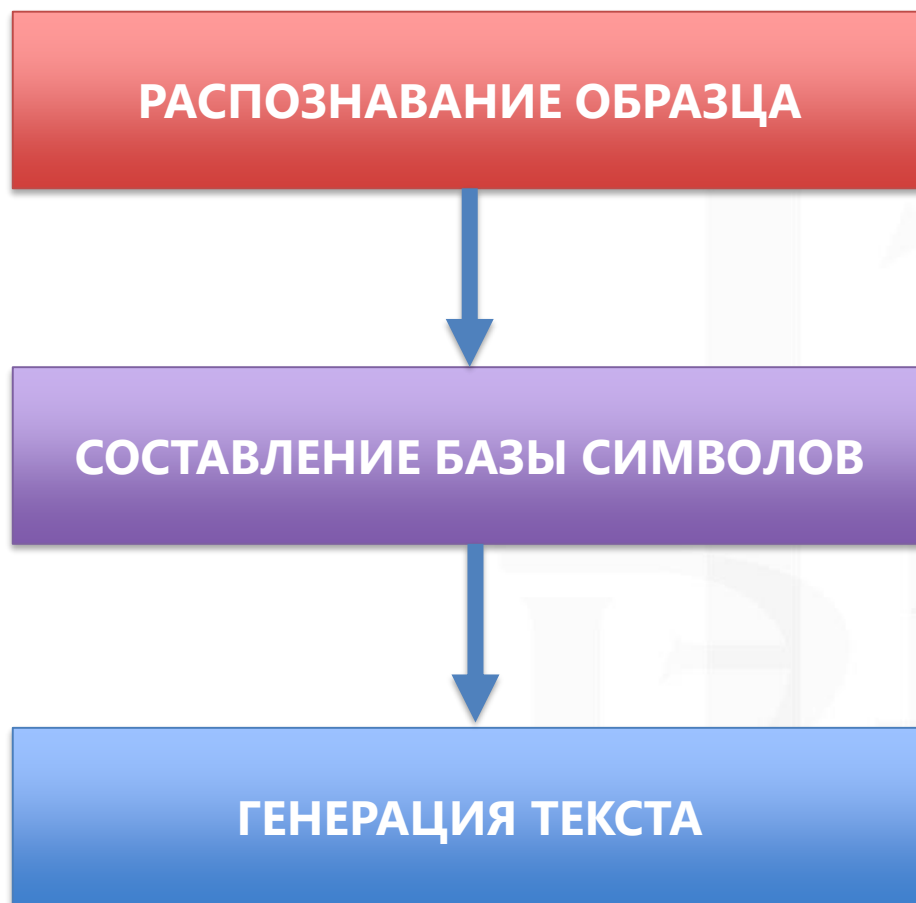 РАСПОЗНАВАНИЕ ОБРАЗЦА
СОСТАВЛЕНИЕ БАЗЫ СИМВОЛОВ
ГЕНЕРАЦИЯ ТЕКСТА